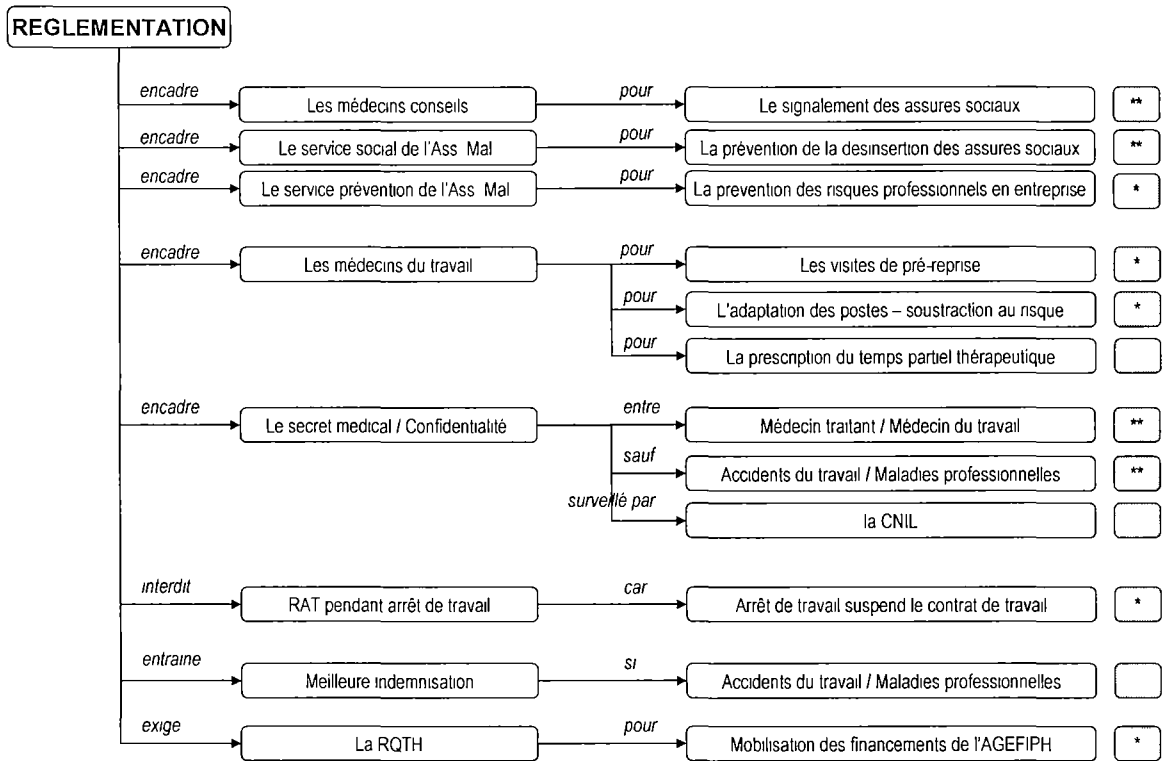 REGLEMENTATION
encadre Les médecins conseils pour Le signalement des assures sociaux **
encadre Le service social de l'Ass Mal pour La prévention de la desinsertion des assures sociaux **
encadre Le service prévention de l'Ass Mal pour La prevention des risques professionnels en entreprise *
encadre Les médecins du travail pour Les visites de pré-reprise *
pour L'adaptation des postes – soustraction au risque *
pour La prescription du temps partiel thérapeutique
encadre Le secret medical / Confidentialité entre Médecin traitant / Médecin du travail **
sauf Accidents du travail / Maladies professionnelles **
surveillé par la CNIL
interdit RAT pendant arrêt de travail car Arrêt de travail suspend le contrat de travail *
entraine Meilleure indemnisation si Accidents du travail / Maladies professionnelles
exige La RQTH pour Mobilisation des financements de l'AGEFIPH *